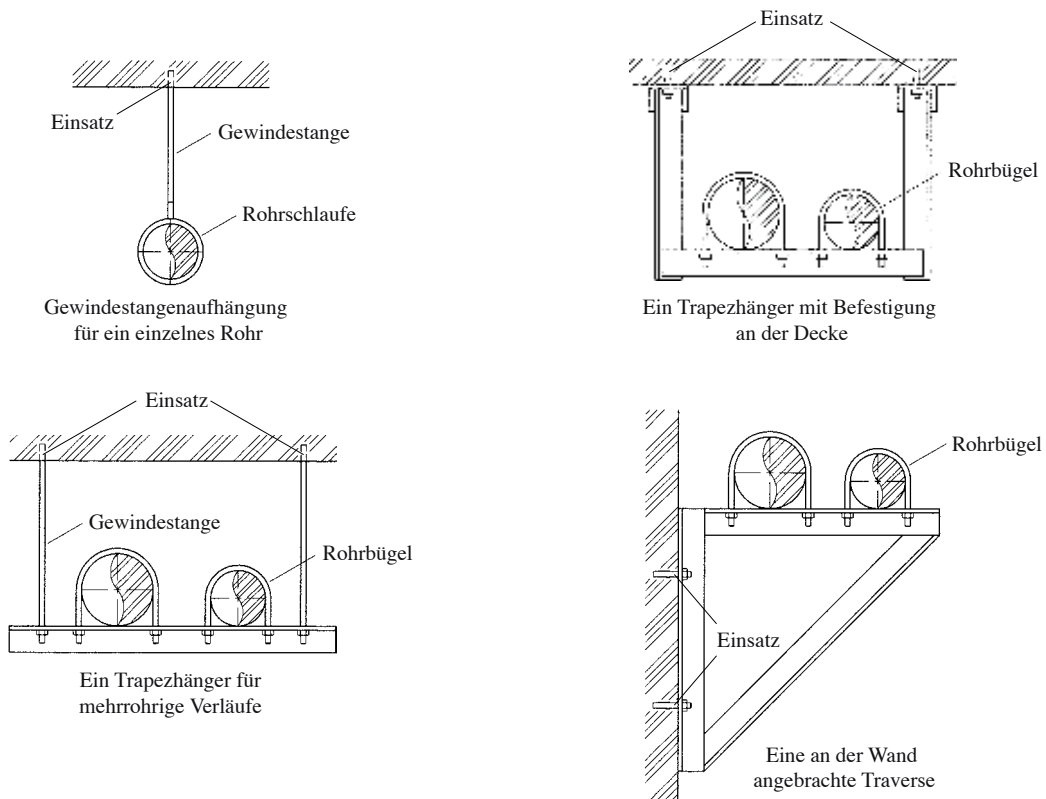 Einsatz
Gewindestange
Rohrschlaufe
Gewindestangenaufhängung
für ein einzelnes Rohr
Einsatz
Rohrbügel
Ein Trapezhänger mit Befestigung
an der Decke
Einsatz
Gewindestange
Rohrbügel
Ein Trapezhänger für
mehrrohrige Verläufe
Rohrbügel
Einsatz
Eine an der Wand
angebrachte Traverse